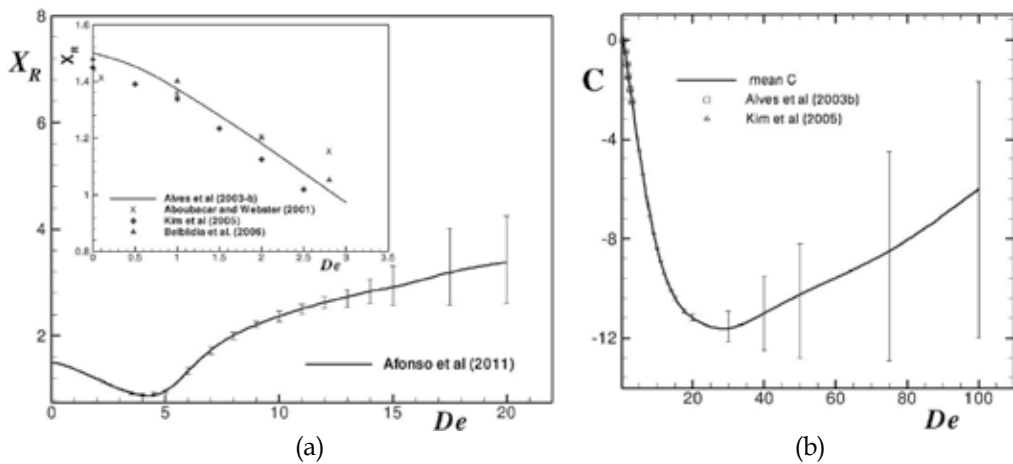 8
X_R
6
4
2
0
5
10
15
20
De
Afonso et al (2011)
1.6
X_R
1.4
1.2
1
0.8
0
0.5
1
1.5
2
2.5
3
3.5
De
Alves et al (2003-b)
Aboubacar and Webster (2001)
Kim et al (2005)
Belblidia et al. (2006)
(a)
0
C
-4
-8
-12
20
40
60
80
100
De
mean C
Alves et al (2003b)
Kim et al (2005)
(b)